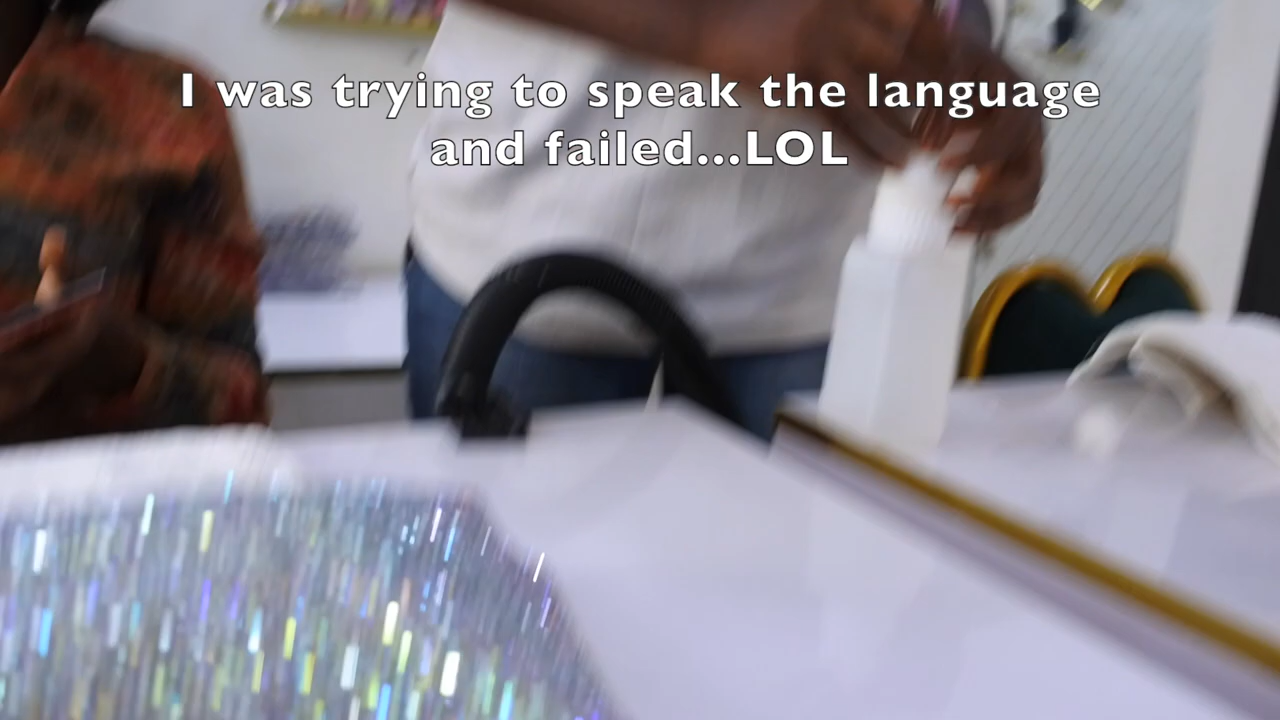 I was trying to speak the language
and failed...LOL